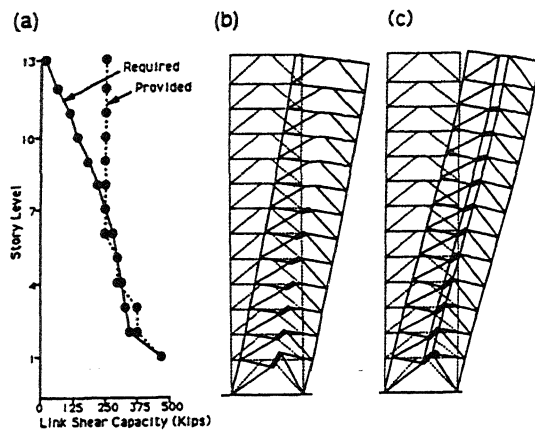 (a)
(b)
(c)
13
Required
Provided
10
7
4
1
Story Level
0
125
250
375
500
Link Shear Capacity (Kips)